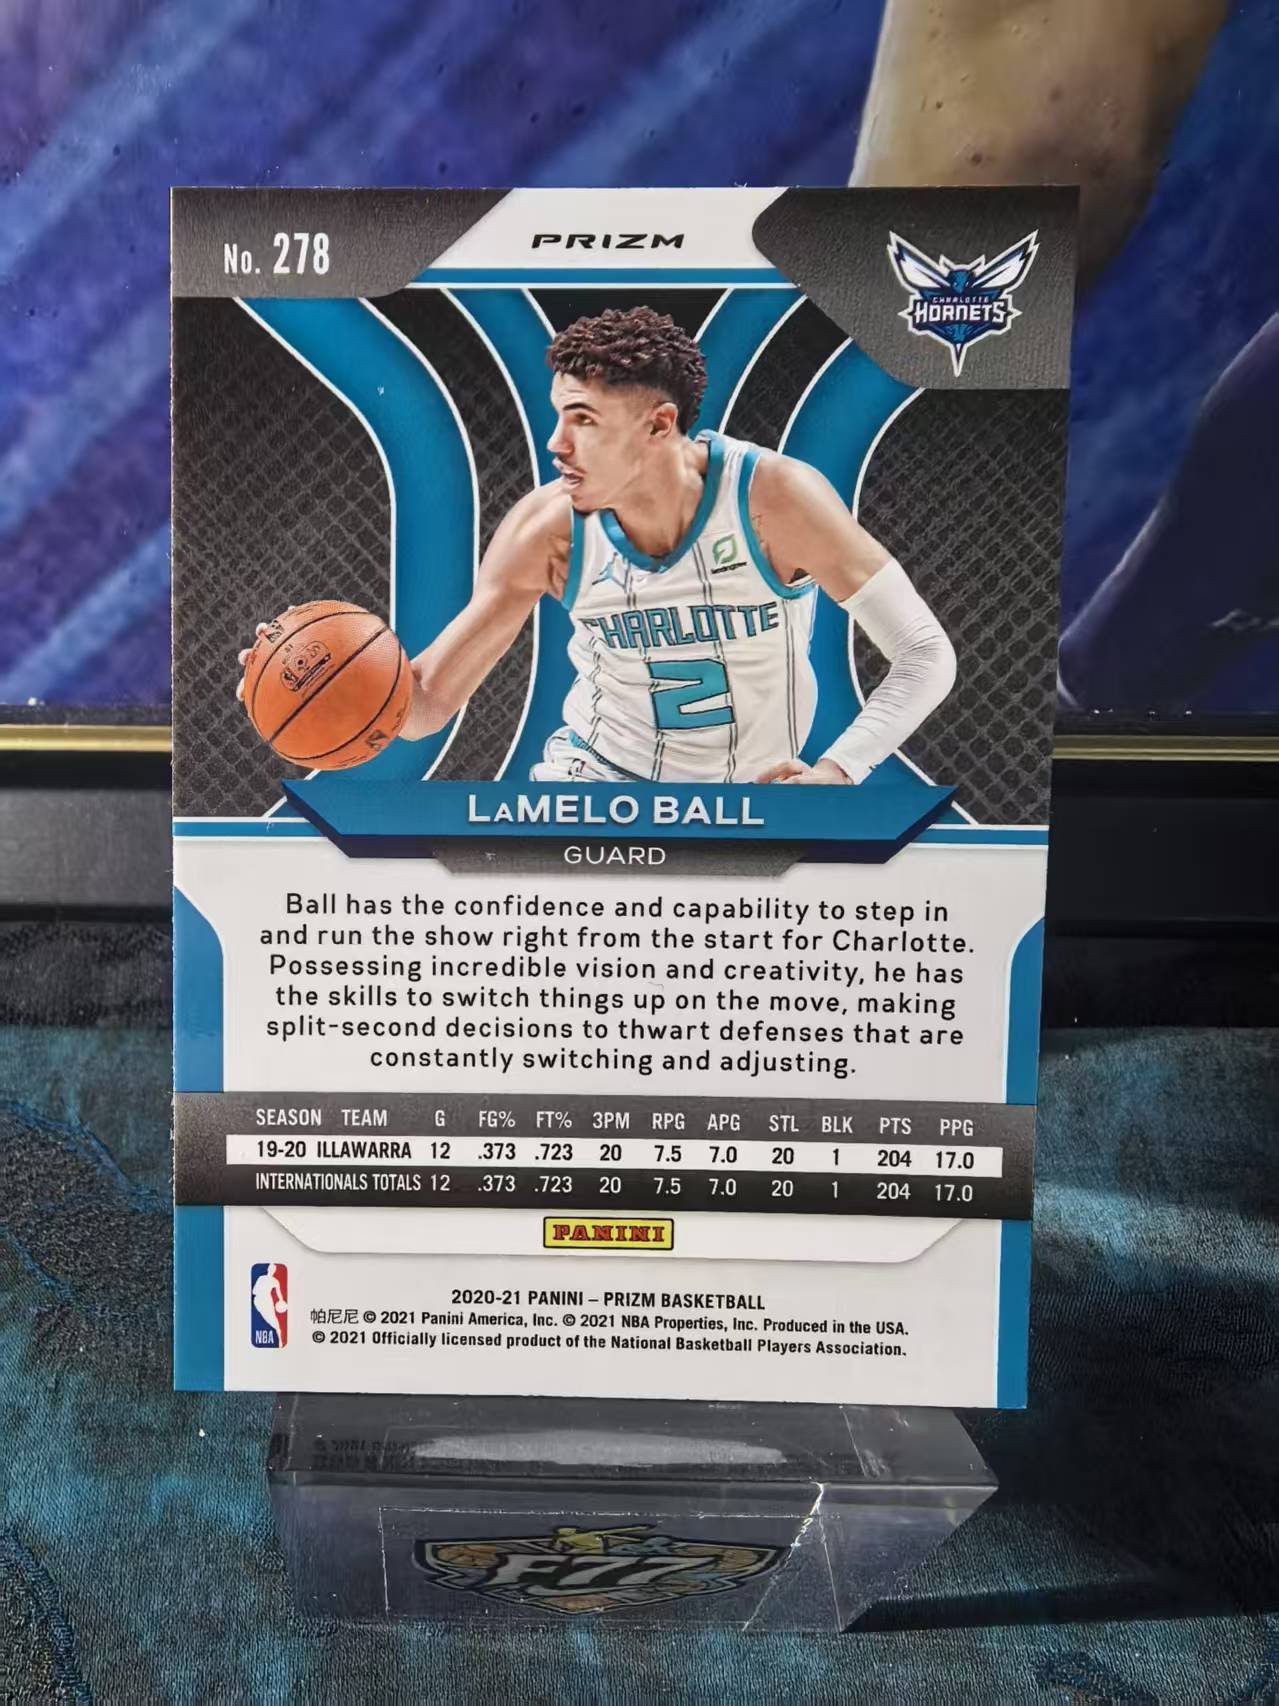 No. 278
PRIZM
CHARLOTTE
HORNETS
CHARLOTTE
2
LAMELO BALL
GUARD
Ball has the confidence and capability to step in
and run the show right from the start for Charlotte.
Possessing incredible vision and creativity, he has
the skills to switch things up on the move, making
split-second decisions to thwart defenses that are
constantly switching and adjusting.
SEASON TEAM G FG% FT% 3PM RPG APG STL BLK PTS PPG
19-20 ILLAWARRA 12 .373 .723 20 7.5 7.0 20 1 204 17.0
INTERNATIONALS TOTALS 12 .373 .723 20 7.5 7.0 20 1 204 17.0
PANINI
NBA
2020-21 PANINI – PRIZM BASKETBALL
帕尼尼 © 2021 Panini America, Inc. © 2021 NBA Properties, Inc. Produced in the USA.
© 2021 Officially licensed product of the National Basketball Players Association.
F77